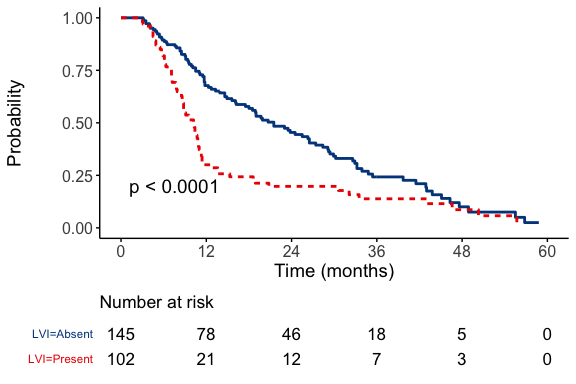 1.00
0.75
0.50
0.25
0.00
Probability
p < 0.0001
0 12 24 36 48 60
Time (months)
Number at risk
LVI=Absent 145 78 46 18 5 0
LVI=Present 102 21 12 7 3 0